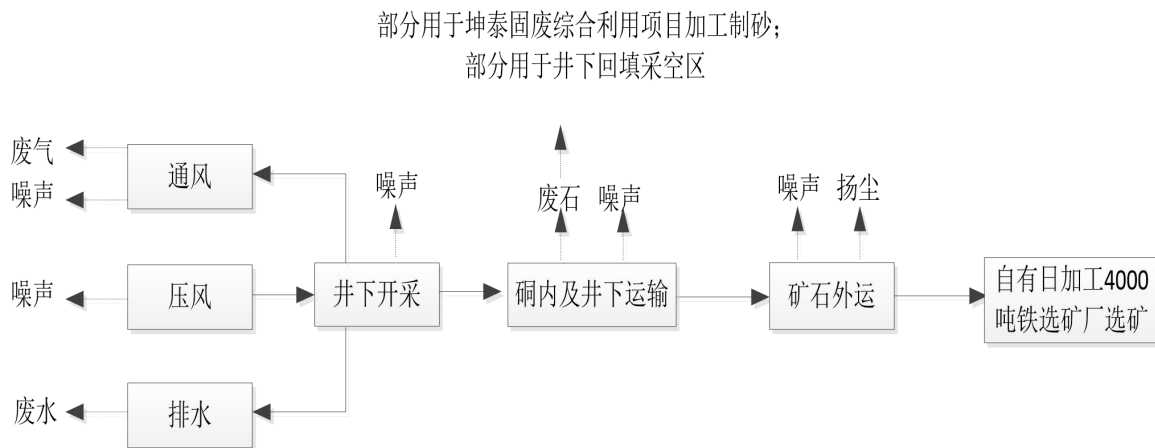 部分用于坤泰固废综合利用项目加工制砂；
部分用于井下回填采空区
废气
噪声
通风
噪声
废石
噪声
噪声
扬尘
噪声
压风
井下开采
硐内及井下运输
矿石外运
自有日加工4000
吨铁选矿厂选矿
废水
排水